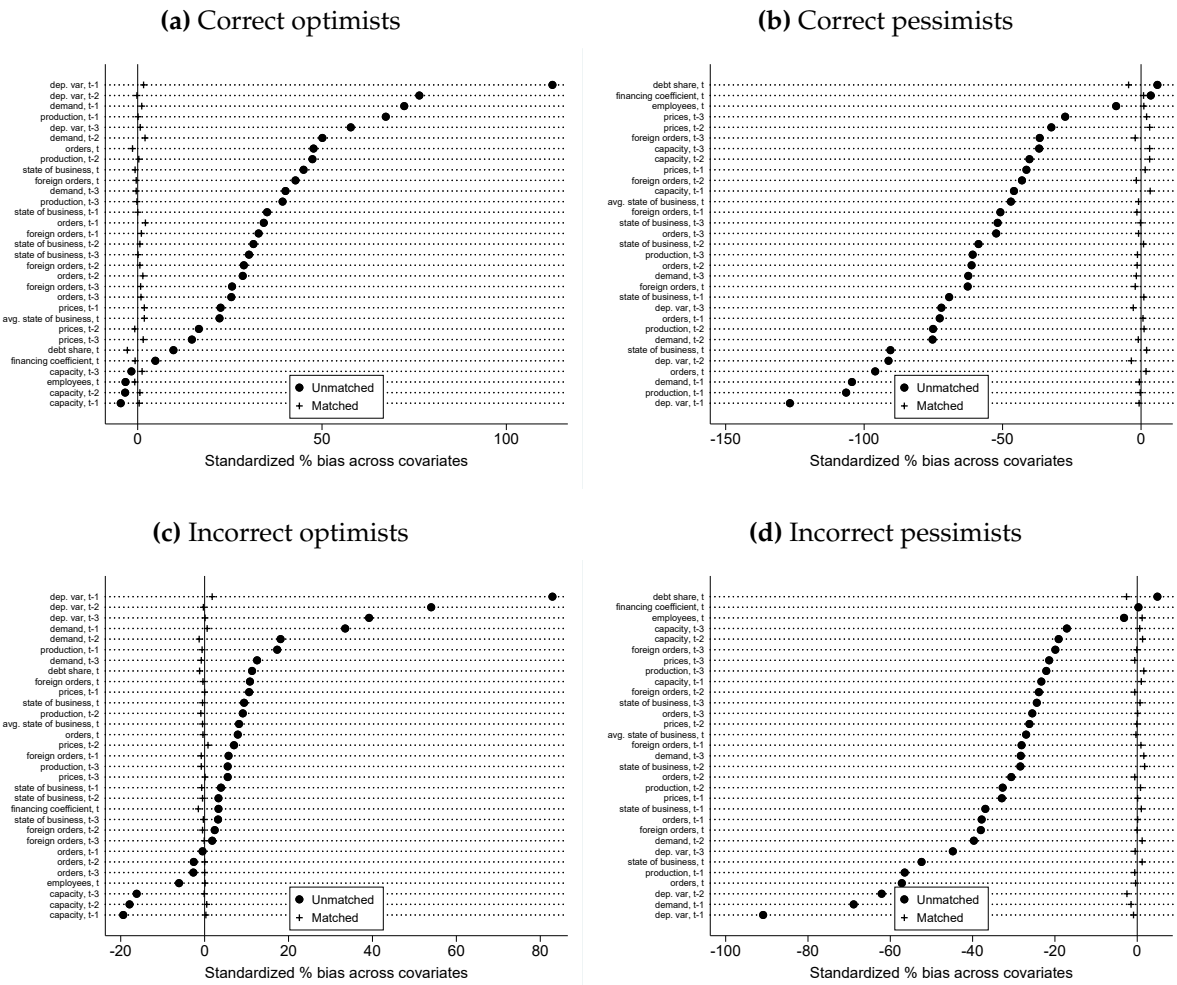 (a) Correct optimists
dep. var, t-1
dep. var, t-2
demand, t-1
production, t-1
dep. var, t-3
demand, t-2
orders, t
production, t-2
state of business, t
foreign orders, t
demand, t-3
production, t-3
state of business, t-1
orders, t-1
foreign orders, t-1
state of business, t-2
state of business, t-3
foreign orders, t-2
orders, t-2
foreign orders, t-3
orders, t-3
prices, t-1
avg. state of business, t
prices, t-2
prices, t-3
debt share, t
financing coefficient, t
capacity, t-3
employees, t
capacity, t-2
capacity, t-1
Unmatched
Matched
0 50 100
Standardized % bias across covariates
(b) Correct pessimists
debt share, t
financing coefficient, t
employees, t
prices, t-3
prices, t-2
foreign orders, t-3
capacity, t-3
capacity, t-2
prices, t-1
foreign orders, t-2
capacity, t-1
avg. state of business, t
foreign orders, t-1
state of business, t-3
orders, t-3
state of business, t-2
production, t-3
orders, t-2
demand, t-3
foreign orders, t
state of business, t-1
dep. var, t-3
orders, t-1
production, t-2
demand, t-2
state of business, t
dep. var, t-2
orders, t
demand, t-1
production, t-1
dep. var, t-1
Unmatched
Matched
-150 -100 -50 0
Standardized % bias across covariates
(c) Incorrect optimists
dep. var, t-1
dep. var, t-2
dep. var, t-3
demand, t-1
demand, t-2
production, t-1
demand, t-3
debt share, t
foreign orders, t
prices, t-1
state of business, t
production, t-2
avg. state of business, t
orders, t
prices, t-2
foreign orders, t-1
production, t-3
prices, t-3
state of business, t-1
state of business, t-2
financing coefficient, t
state of business, t-3
foreign orders, t-2
foreign orders, t-3
orders, t-1
orders, t-2
orders, t-3
employees, t
capacity, t-3
capacity, t-2
capacity, t-1
Unmatched
Matched
-20 0 20 40 60 80
Standardized % bias across covariates
(d) Incorrect pessimists
debt share, t
financing coefficient, t
employees, t
capacity, t-3
capacity, t-2
foreign orders, t-3
prices, t-3
production, t-3
capacity, t-1
foreign orders, t-2
state of business, t-3
orders, t-3
prices, t-2
avg. state of business, t
foreign orders, t-1
demand, t-3
state of business, t-2
orders, t-2
production, t-2
prices, t-1
state of business, t-1
orders, t-1
foreign orders, t
demand, t-2
dep. var, t-3
state of business, t
production, t-1
orders, t
dep. var, t-2
demand, t-1
dep. var, t-1
Unmatched
Matched
-100 -80 -60 -40 -20 0
Standardized % bias across covariates